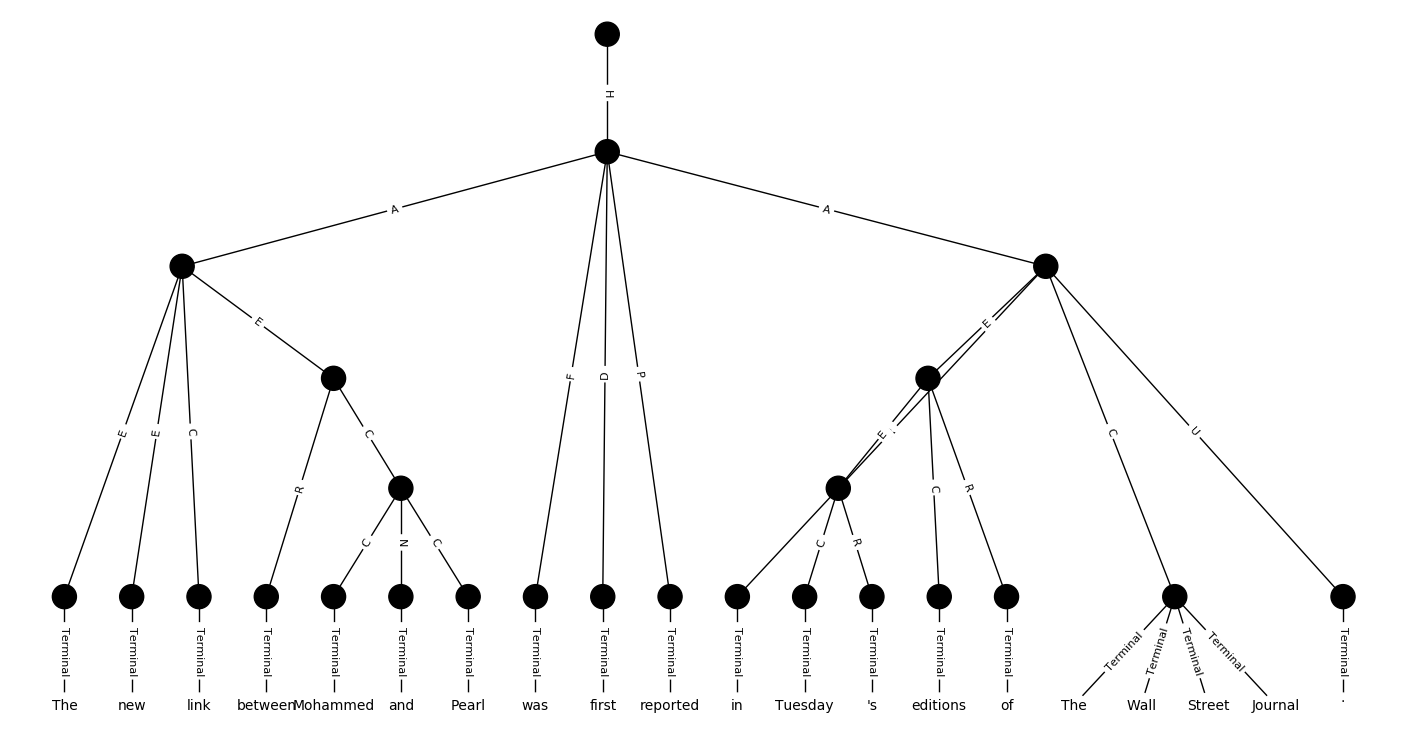 H
A A
E E
E E C F D P C U
C E
R C R
C N C C R
Terminal Terminal Terminal Terminal Terminal Terminal Terminal Terminal Terminal Terminal Terminal Terminal Terminal Terminal Terminal Terminal Terminal Terminal Terminal Terminal
The new link between Mohammed and Pearl was first reported in Tuesday 's editions of The Wall Street Journal .